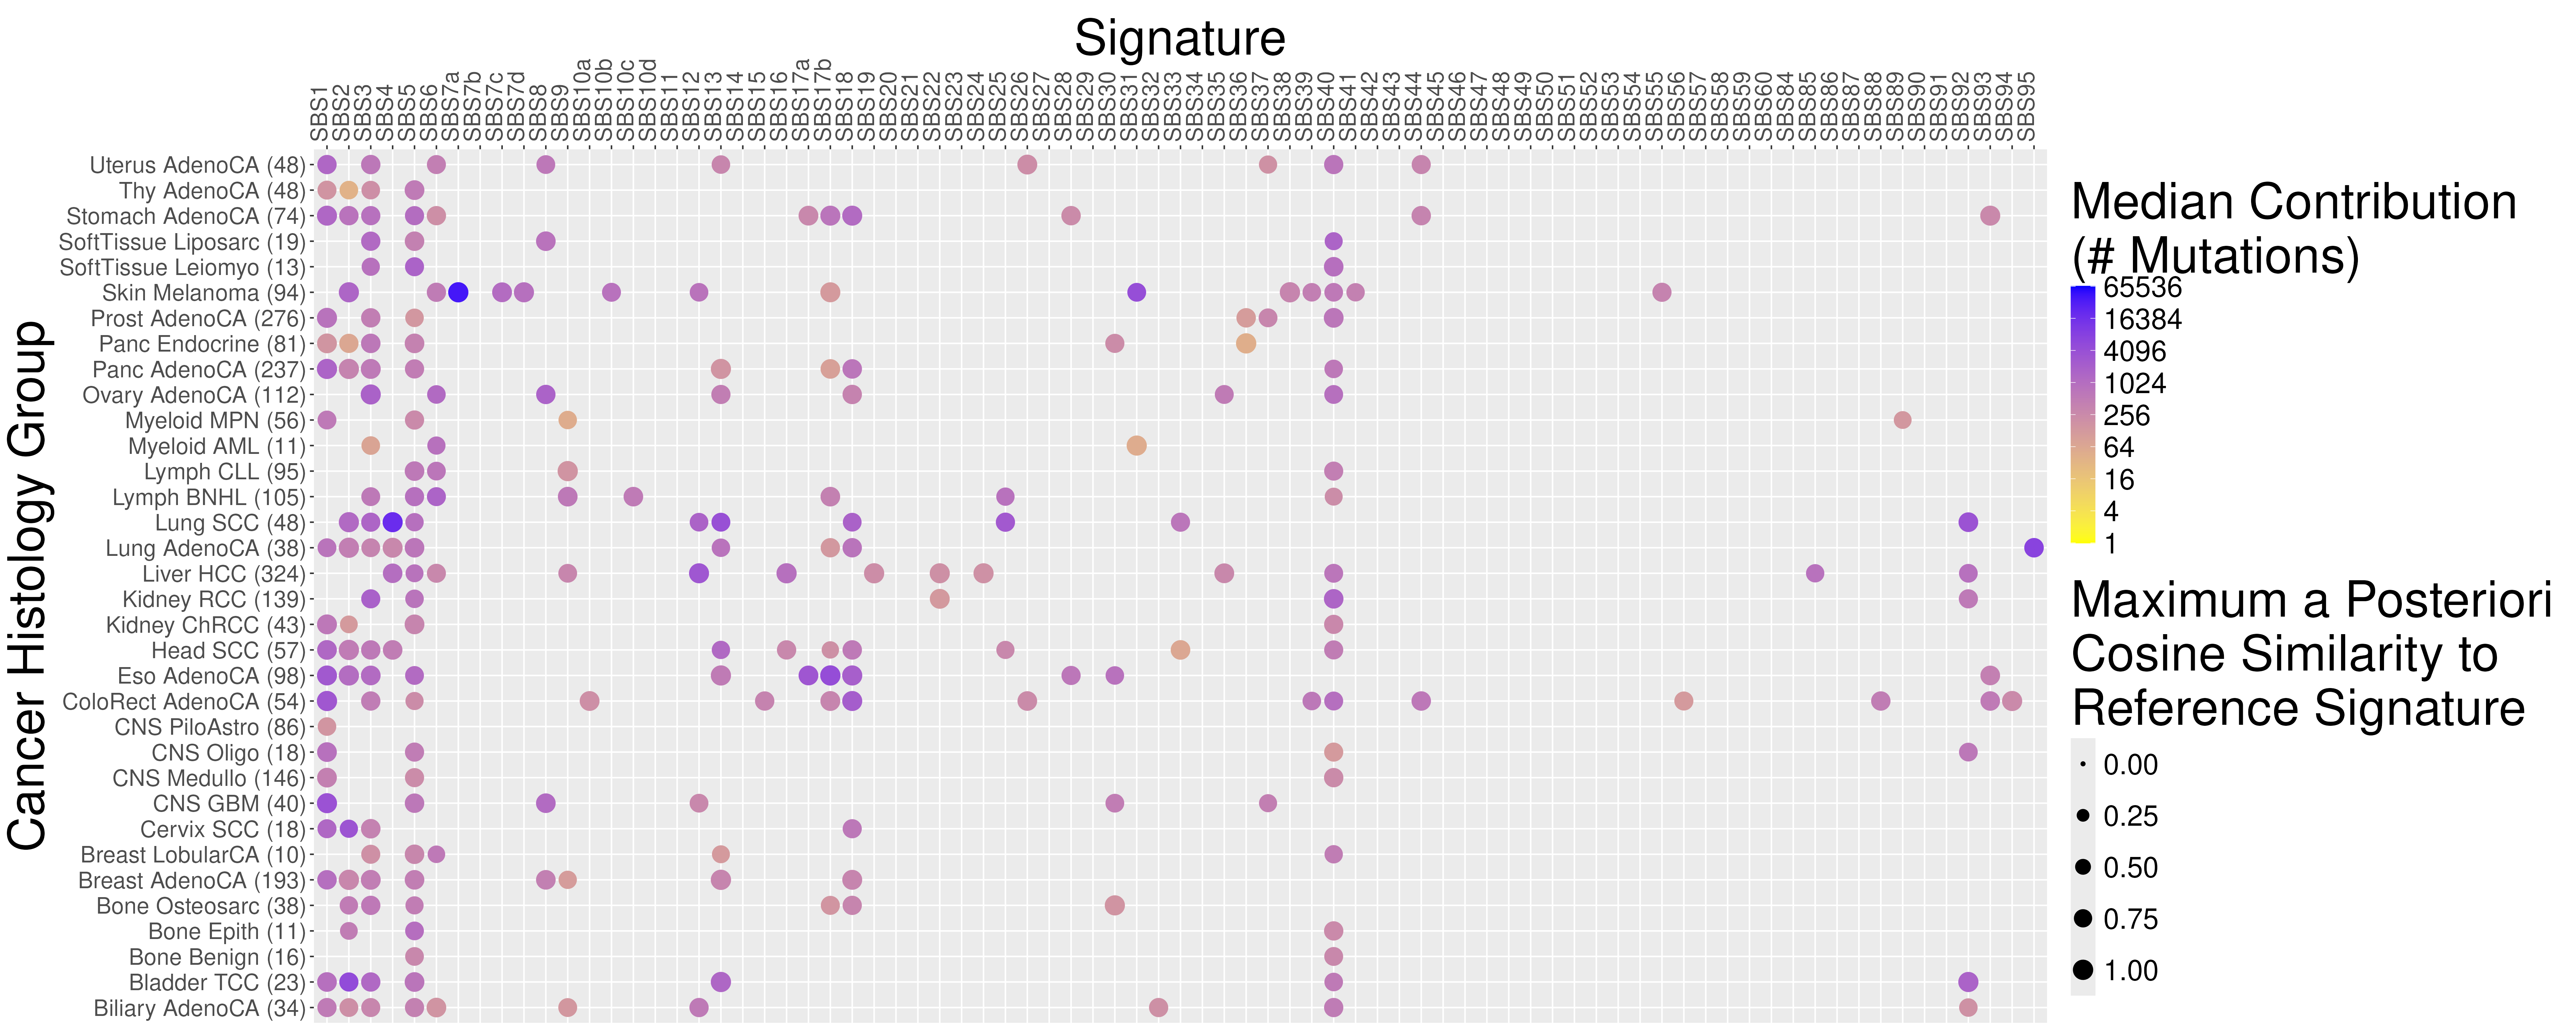 Signature
SBS1
SBS2
SBS3
SBS4
SBS5
SBS6
SBS7a
SBS7b
SBS7c
SBS7d
SBS8
SBS9
SBS10a
SBS10b
SBS10c
SBS10d
SBS11
SBS12
SBS13
SBS14
SBS15
SBS16
SBS17a
SBS17b
SBS18
SBS19
SBS20
SBS21
SBS22
SBS23
SBS24
SBS25
SBS26
SBS27
SBS28
SBS29
SBS30
SBS31
SBS32
SBS33
SBS34
SBS35
SBS36
SBS37
SBS38
SBS39
SBS40
SBS41
SBS42
SBS43
SBS44
SBS45
SBS46
SBS47
SBS48
SBS49
SBS50
SBS51
SBS52
SBS53
SBS54
SBS55
SBS56
SBS57
SBS58
SBS59
SBS60
SBS84
SBS85
SBS86
SBS87
SBS88
SBS89
SBS90
SBS91
SBS92
SBS93
SBS94
SBS95
Cancer Histology Group
Uterus AdenoCA (48)
Thy AdenoCA (48)
Stomach AdenoCA (74)
SoftTissue Liposarc (19)
SoftTissue Leiomyo (13)
Skin Melanoma (94)
Prost AdenoCA (276)
Panc Endocrine (81)
Panc AdenoCA (237)
Ovary AdenoCA (112)
Myeloid MPN (56)
Myeloid AML (11)
Lymph CLL (95)
Lymph BNHL (105)
Lung SCC (48)
Lung AdenoCA (38)
Liver HCC (324)
Kidney RCC (139)
Kidney ChRCC (43)
Head SCC (57)
Eso AdenoCA (98)
ColoRect AdenoCA (54)
CNS PiloAstro (86)
CNS Oligo (18)
CNS Medullo (146)
CNS GBM (40)
Cervix SCC (18)
Breast LobularCA (10)
Breast AdenoCA (193)
Bone Osteosarc (38)
Bone Epith (11)
Bone Benign (16)
Bladder TCC (23)
Biliary AdenoCA (34)
Median Contribution
(# Mutations)
65536
16384
4096
1024
256
64
16
4
1
Maximum a Posteriori
Cosine Similarity to
Reference Signature
0.00
0.25
0.50
0.75
1.00